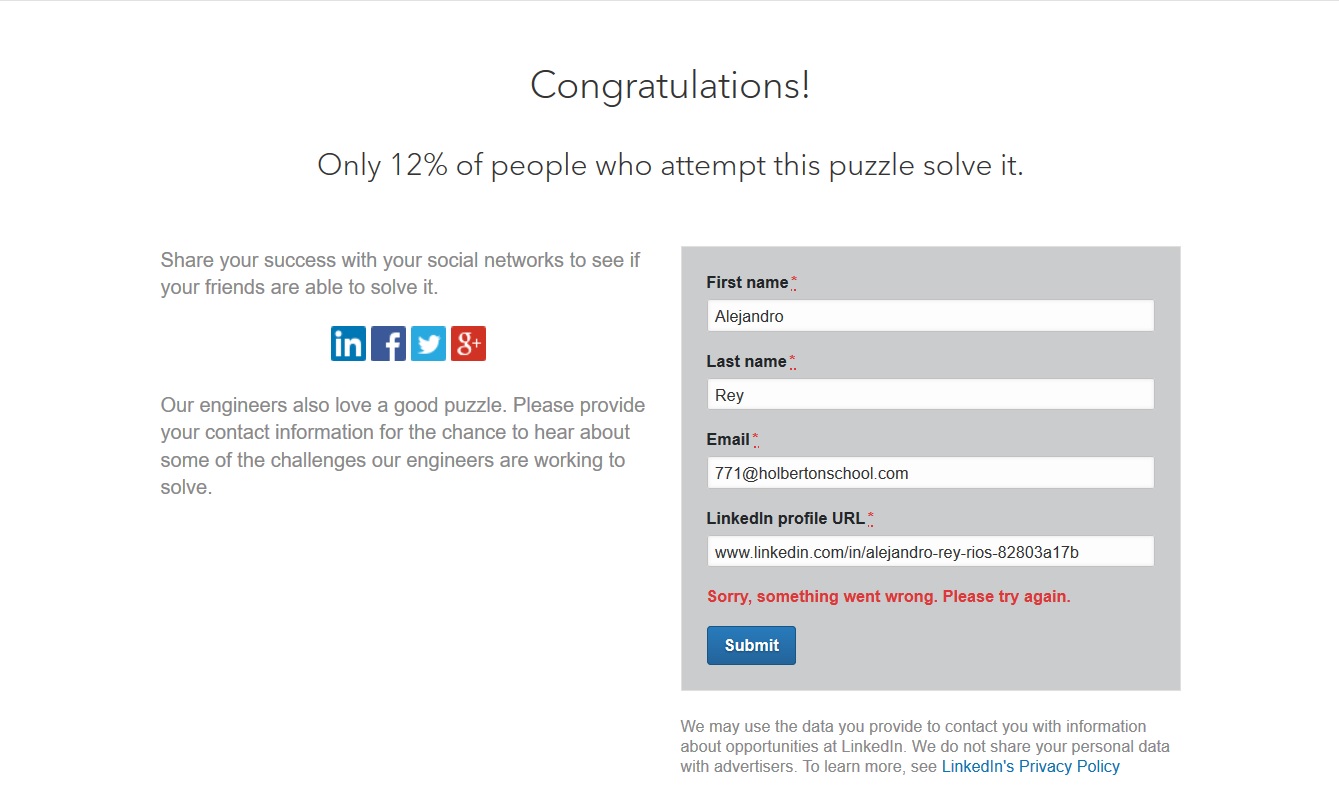 Congratulations!
Only 12% of people who attempt this puzzle solve it.
Share your success with your social networks to see if
your friends are able to solve it.
in f g+
Our engineers also love a good puzzle. Please provide
your contact information for the chance to hear about
some of the challenges our engineers are working to
solve.
First name*
Alejandro
Last name*
Rey
Email*
771@holbertonschool.com
LinkedIn profile URL*
www.linkedin.com/in/alejandro-rey-rios-82803a17b
Sorry, something went wrong. Please try again.
Submit
We may use the data you provide to contact you with information
about opportunities at LinkedIn. We do not share your personal data
with advertisers. To learn more, see LinkedIn's Privacy Policy